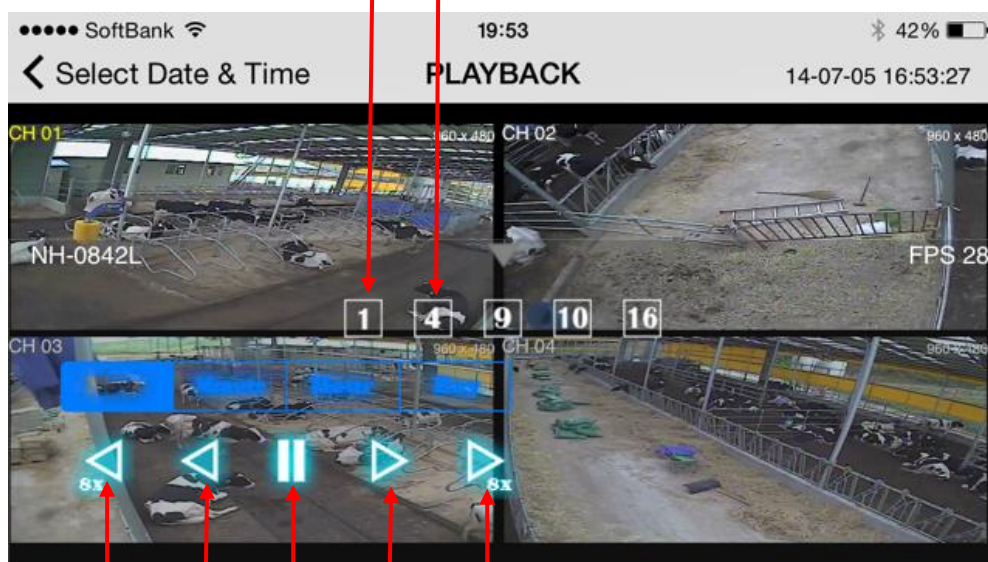 SoftBank 19:53 42%
Select Date & Time PLAYBACK 14-07-05 16:53:27
CH 01 960 x 480 CH 02 960 x 480
NH-0842L FPS 28
1 4 9 10 16
CH 03 960 x 480 CH 04 960 x 480
8x 8x